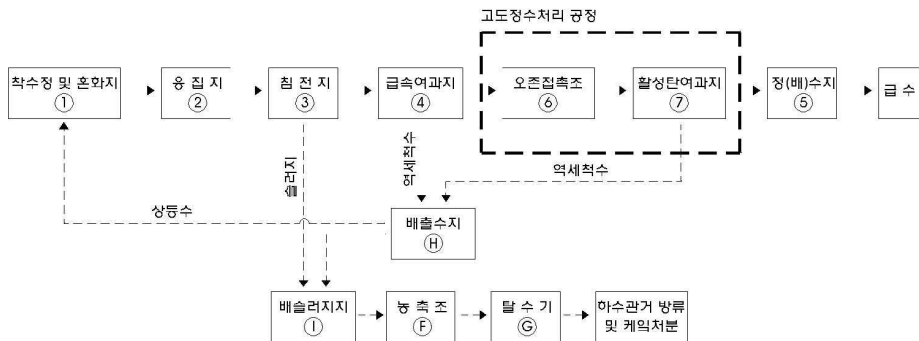 고도정수처리 공정
착수정 및 혼화지
①
응 집 지
②
침 전 지
③
급속여과지
④
오존접촉조
⑥
활성탄여과지
⑦
정(배)수지
⑤
급 수
슬러지
역세척수
역세척수
상등수
배출수지
Ⓗ
배슬러지지
Ⓘ
농 축 조
Ⓕ
탈 수 기
Ⓖ
하수관거 방류
및 케익처분